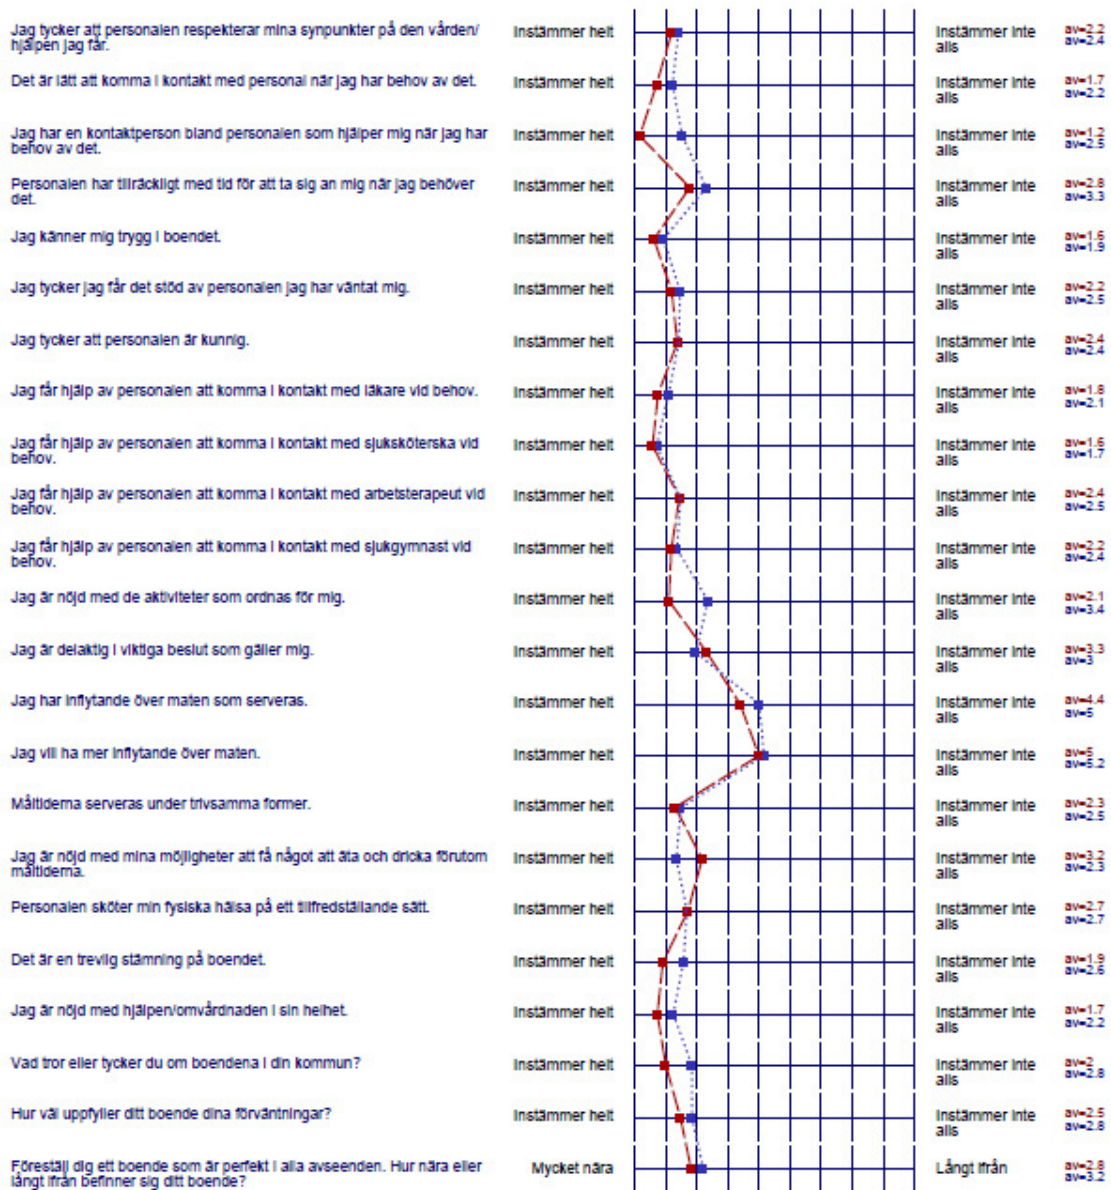 Jag tycker att personalen respekterar mina synpunkter på den vården/ Instämmer helt Instämmer inte av=2.2
hjälpen jag får. alls av=2.4
Det är lätt att komma i kontakt med personal när jag har behov av det. Instämmer helt Instämmer inte av=1.7
alls av=2.2
Jag har en kontaktperson bland personalen som hjälper mig när jag har Instämmer helt Instämmer inte av=1.2
behov av det. alls av=2.5
Personalen har tillräckligt med tid för att ta sig an mig när jag behöver Instämmer helt Instämmer inte av=2.8
det. alls av=3.3
Jag känner mig trygg i boendet. Instämmer helt Instämmer inte av=1.6
alls av=1.9
Jag tycker jag får det stöd av personalen jag har väntat mig. Instämmer helt Instämmer inte av=2.2
alls av=2.5
Jag tycker att personalen är kunnig. Instämmer helt Instämmer inte av=2.4
alls av=2.4
Jag får hjälp av personalen att komma i kontakt med läkare vid behov. Instämmer helt Instämmer inte av=1.8
alls av=2.1
Jag får hjälp av personalen att komma i kontakt med sjuksköterska vid Instämmer helt Instämmer inte av=1.6
behov. alls av=1.7
Jag får hjälp av personalen att komma i kontakt med arbetsterapeut vid Instämmer helt Instämmer inte av=2.4
behov. alls av=2.5
Jag får hjälp av personalen att komma i kontakt med sjukgymnast vid Instämmer helt Instämmer inte av=2.2
behov. alls av=2.4
Jag är nöjd med de aktiviteter som ordnas för mig. Instämmer helt Instämmer inte av=2.1
alls av=3.4
Jag är delaktig i viktiga beslut som gäller mig. Instämmer helt Instämmer inte av=3.3
alls av=3
Jag har inflytande över maten som serveras. Instämmer helt Instämmer inte av=4.4
alls av=5
Jag vill ha mer inflytande över maten. Instämmer helt Instämmer inte av=5
alls av=5.2
Måltiderna serveras under trivsamma former. Instämmer helt Instämmer inte av=2.3
alls av=2.5
Jag är nöjd med mina möjligheter att få något att äta och dricka förutom Instämmer helt Instämmer inte av=3.2
måltiderna. alls av=2.3
Personalen sköter min fysiska hälsa på ett tillfredställande sätt. Instämmer helt Instämmer inte av=2.7
alls av=2.7
Det är en trevlig stämning på boendet. Instämmer helt Instämmer inte av=1.9
alls av=2.6
Jag är nöjd med hjälpen/omvårdnaden i sin helhet. Instämmer helt Instämmer inte av=1.7
alls av=2.2
Vad tror eller tycker du om boendena i din kommun? Instämmer helt Instämmer inte av=2
alls av=2.8
Hur väl uppfyller ditt boende dina förväntningar? Instämmer helt Instämmer inte av=2.5
alls av=2.8
Föreställ dig ett boende som är perfekt i alla avseenden. Hur nära eller Mycket nära Långt ifrån av=2.8
långt ifrån befinner sig ditt boende? av=3.2